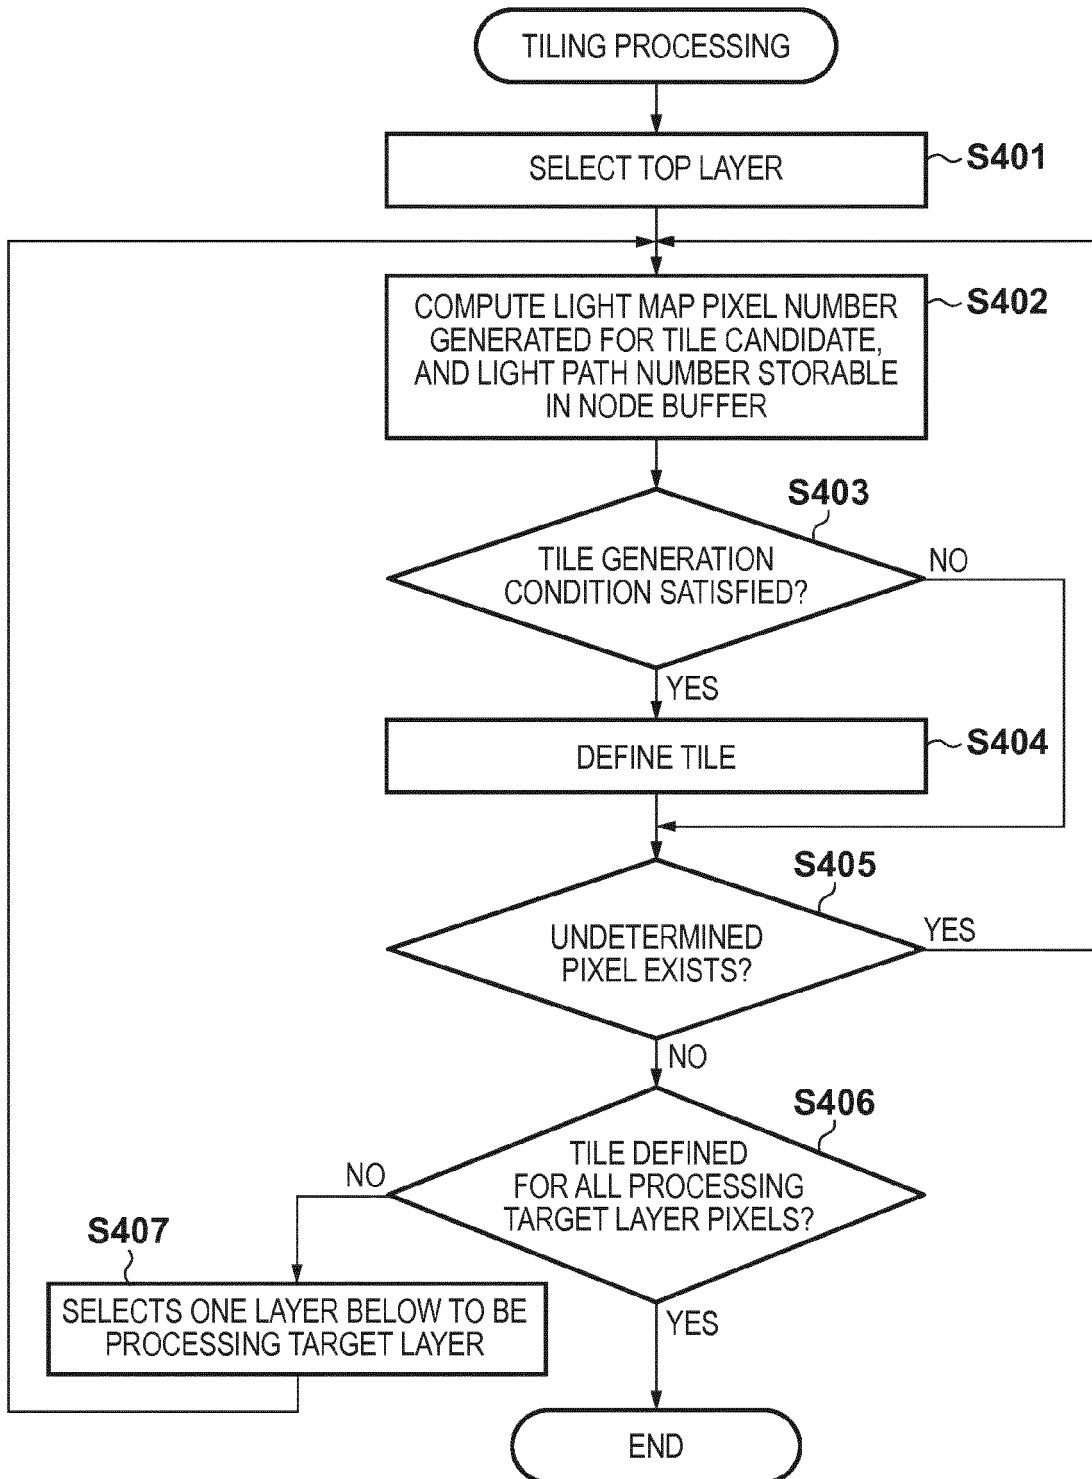 TILING PROCESSING
SELECT TOP LAYER
S401
COMPUTE LIGHT MAP PIXEL NUMBER
GENERATED FOR TILE CANDIDATE,
AND LIGHT PATH NUMBER STORABLE
IN NODE BUFFER
S402
S403
TILE GENERATION
CONDITION SATISFIED?
NO
YES
DEFINE TILE
S404
S405
UNDETERMINED
PIXEL EXISTS?
YES
NO
S406
TILE DEFINED
FOR ALL PROCESSING
TARGET LAYER PIXELS?
NO
S407
SELECTS ONE LAYER BELOW TO BE
PROCESSING TARGET LAYER
YES
END